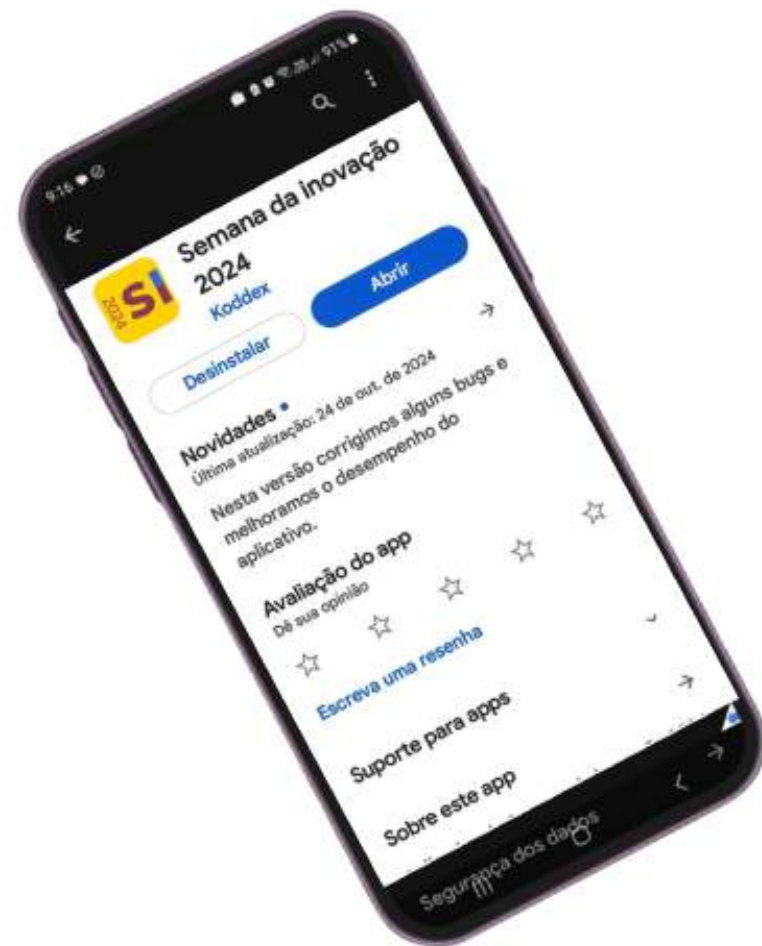 9:16
91%
Semana da inovação
2024
Koddex
2024
SI
Desinstalar
Abrir
Novidades •
Última atualização: 24 de out. de 2024
Nesta versão corrigimos alguns bugs e
melhoramos o desempenho do
aplicativo.
Avaliação do app
Dê sua opinião
Escreva uma resenha
Suporte para apps
Sobre este app
Segurança dos dados